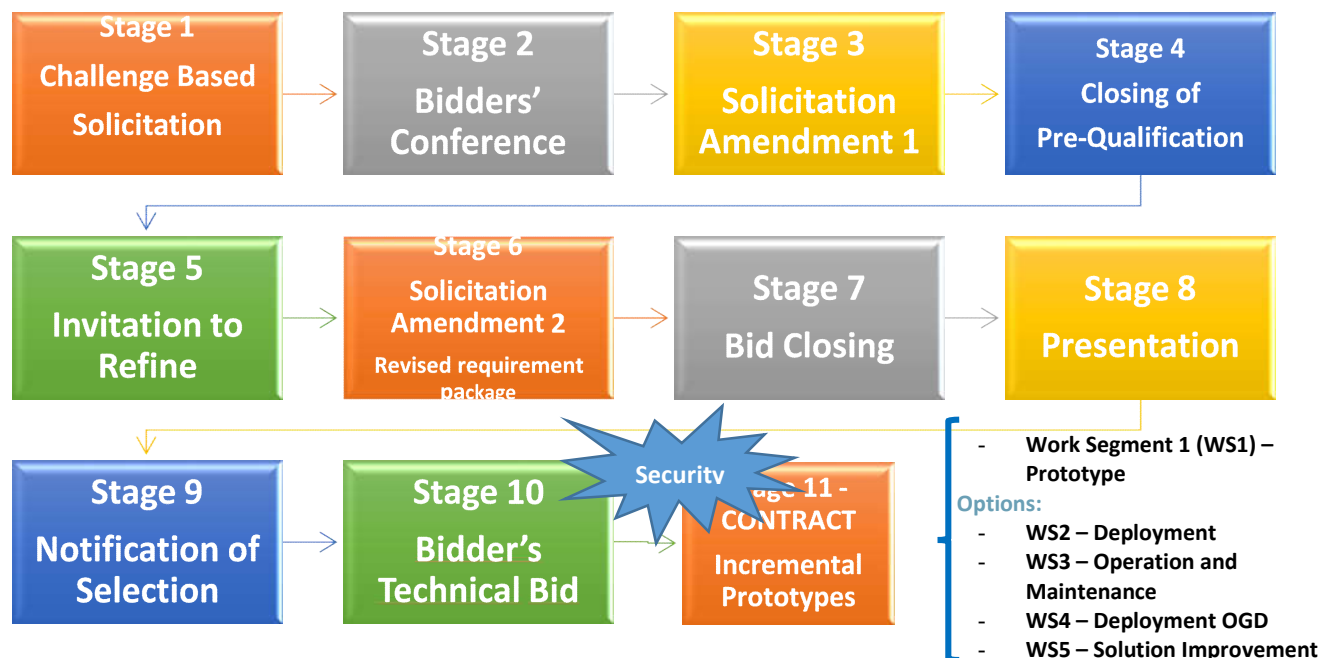 Stage 1
Challenge Based
Solicitation
Stage 2
Bidders’
Conference
Stage 3
Solicitation
Amendment 1
Stage 4
Closing of
Pre-Qualification
Stage 5
Invitation to
Refine
Stage 6
Solicitation
Amendment 2
Revised requirement
package
Stage 7
Bid Closing
Stage 8
Presentation
Stage 9
Notification of
Selection
Stage 10
Bidder’s
Technical Bid
Security
age 11 -
CONTRACT
Incremental
Prototypes
- Work Segment 1 (WS1) –
Prototype
Options:
- WS2 – Deployment
- WS3 – Operation and
Maintenance
- WS4 – Deployment OGD
- WS5 – Solution Improvement